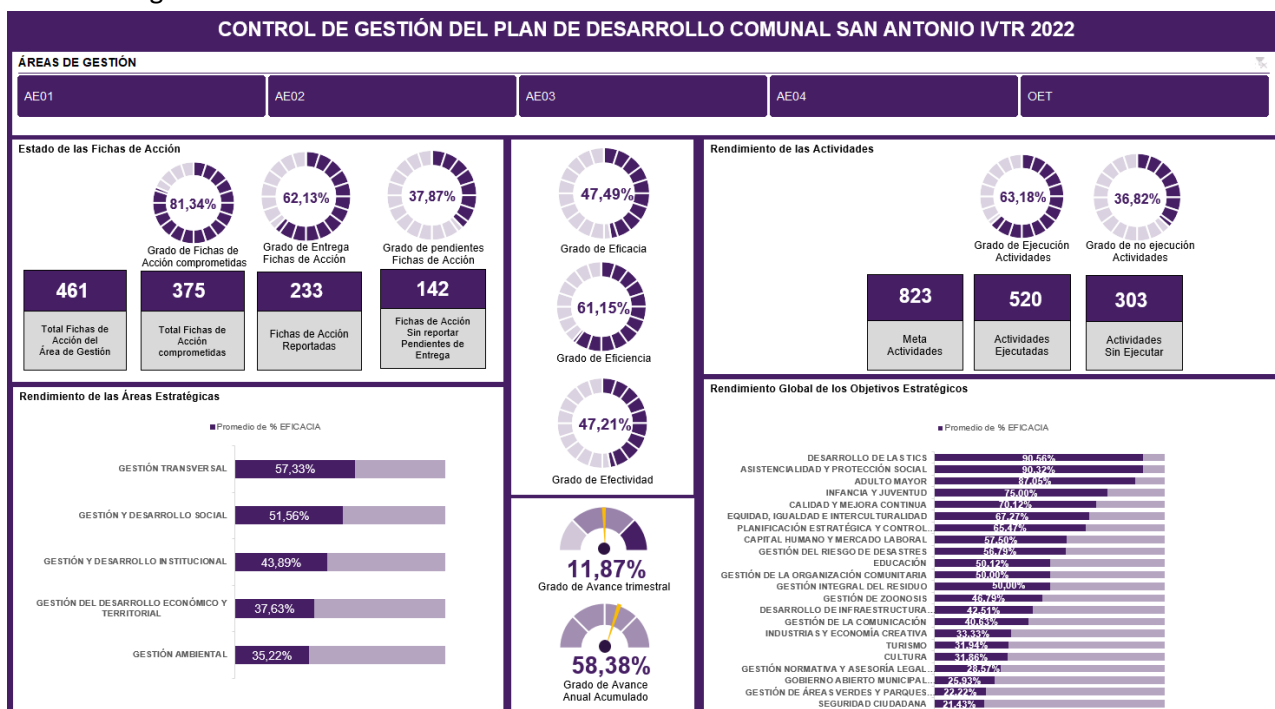 CONTROL DE GESTIÓN DEL PLAN DE DESARROLLO COMUNAL SAN ANTONIO IVTR 2022
ÁREAS DE GESTIÓN
AE01
AE02
AE03
AE04
OET
Estado de las Fichas de Acción
81,34%
Grado de Fichas de
Acción comprometidas
62,13%
Grado de Entrega
Fichas de Acción
37,87%
Grado de pendientes
Fichas de Acción
461
Total Fichas de
Acción del
Área de Gestión
375
Total Fichas de
Acción
comprometidas
233
Fichas de Acción
Reportadas
142
Fichas de Acción
Sin reportar
Pendientes de
Entrega
47,49%
Grado de Eficacia
61,15%
Grado de Eficiencia
47,21%
Grado de Efectividad
11,87%
Grado de Avance trimestral
58,38%
Grado de Avance
Anual Acumulado
Rendimiento de las Actividades
63,18%
Grado de Ejecución
Actividades
36,82%
Grado de no ejecución
Actividades
823
Meta
Actividades
520
Actividades
Ejecutadas
303
Actividades
Sin Ejecutar
Rendimiento de las Áreas Estratégicas
Promedio de % EFICACIA
GESTIÓN TRANSVERSAL 57,33%
GESTIÓN Y DESARROLLO SOCIAL 51,56%
GESTIÓN Y DESARROLLO INSTITUCIONAL 43,89%
GESTIÓN DEL DESARROLLO ECONÓMICO Y
TERRITORIAL 37,63%
GESTIÓN AMBIENTAL 35,22%
Rendimiento Global de los Objetivos Estratégicos
Promedio de % EFICACIA
DESARROLLO DE LAS TICS 90,56%
ASISTENCIALIDAD Y PROTECCIÓN SOCIAL 90,32%
ADULTO MAYOR 87,05%
INFANCIA Y JUVENTUD 75,00%
CALIDAD Y MEJORA CONTINUA 70,12%
EQUIDAD, IGUALDAD E INTERCULTURALIDAD 67,27%
PLANIFICACIÓN ESTRATÉGICA Y CONTROL... 65,47%
CAPITAL HUMANO Y MERCADO LABORAL 57,50%
GESTIÓN DEL RIESGO DE DESASTRES 56,79%
EDUCACIÓN 50,12%
GESTIÓN DE LA ORGANIZACIÓN COMUNITARIA 50,00%
GESTIÓN INTEGRAL DEL RESIDUO 50,00%
GESTIÓN DE ZOONOSIS 46,79%
DESARROLLO DE INFRAESTRUCTURA... 42,51%
GESTIÓN DE LA COMUNICACIÓN 40,63%
INDUSTRIAS Y ECONOMÍA CREATIVA 33,33%
TURISMO 31,94%
CULTURA 31,86%
GESTIÓN NORMATIVA Y ASESORÍA LEGAL... 28,57%
GOBIERNO ABIERTO MUNICIPAL... 25,93%
GESTIÓN DE ÁREAS VERDES Y PARQUES... 22,22%
SEGURIDAD CIUDADANA 21,43%